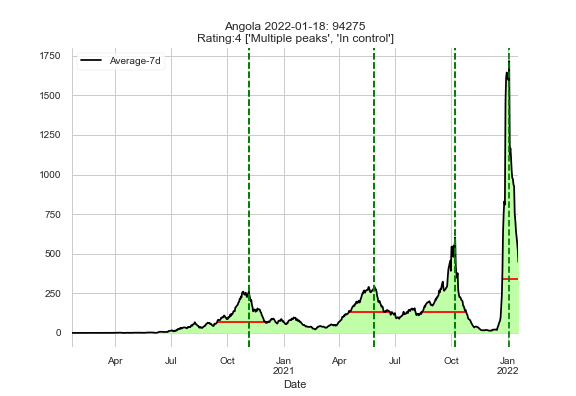 Angola 2022-01-18: 94275
Rating:4 ['Multiple peaks', 'In control']
Average-7d
1750
1500
1250
1000
750
500
250
0
Apr Jul Oct Jan Apr Jul Oct Jan
2021 2022
Date